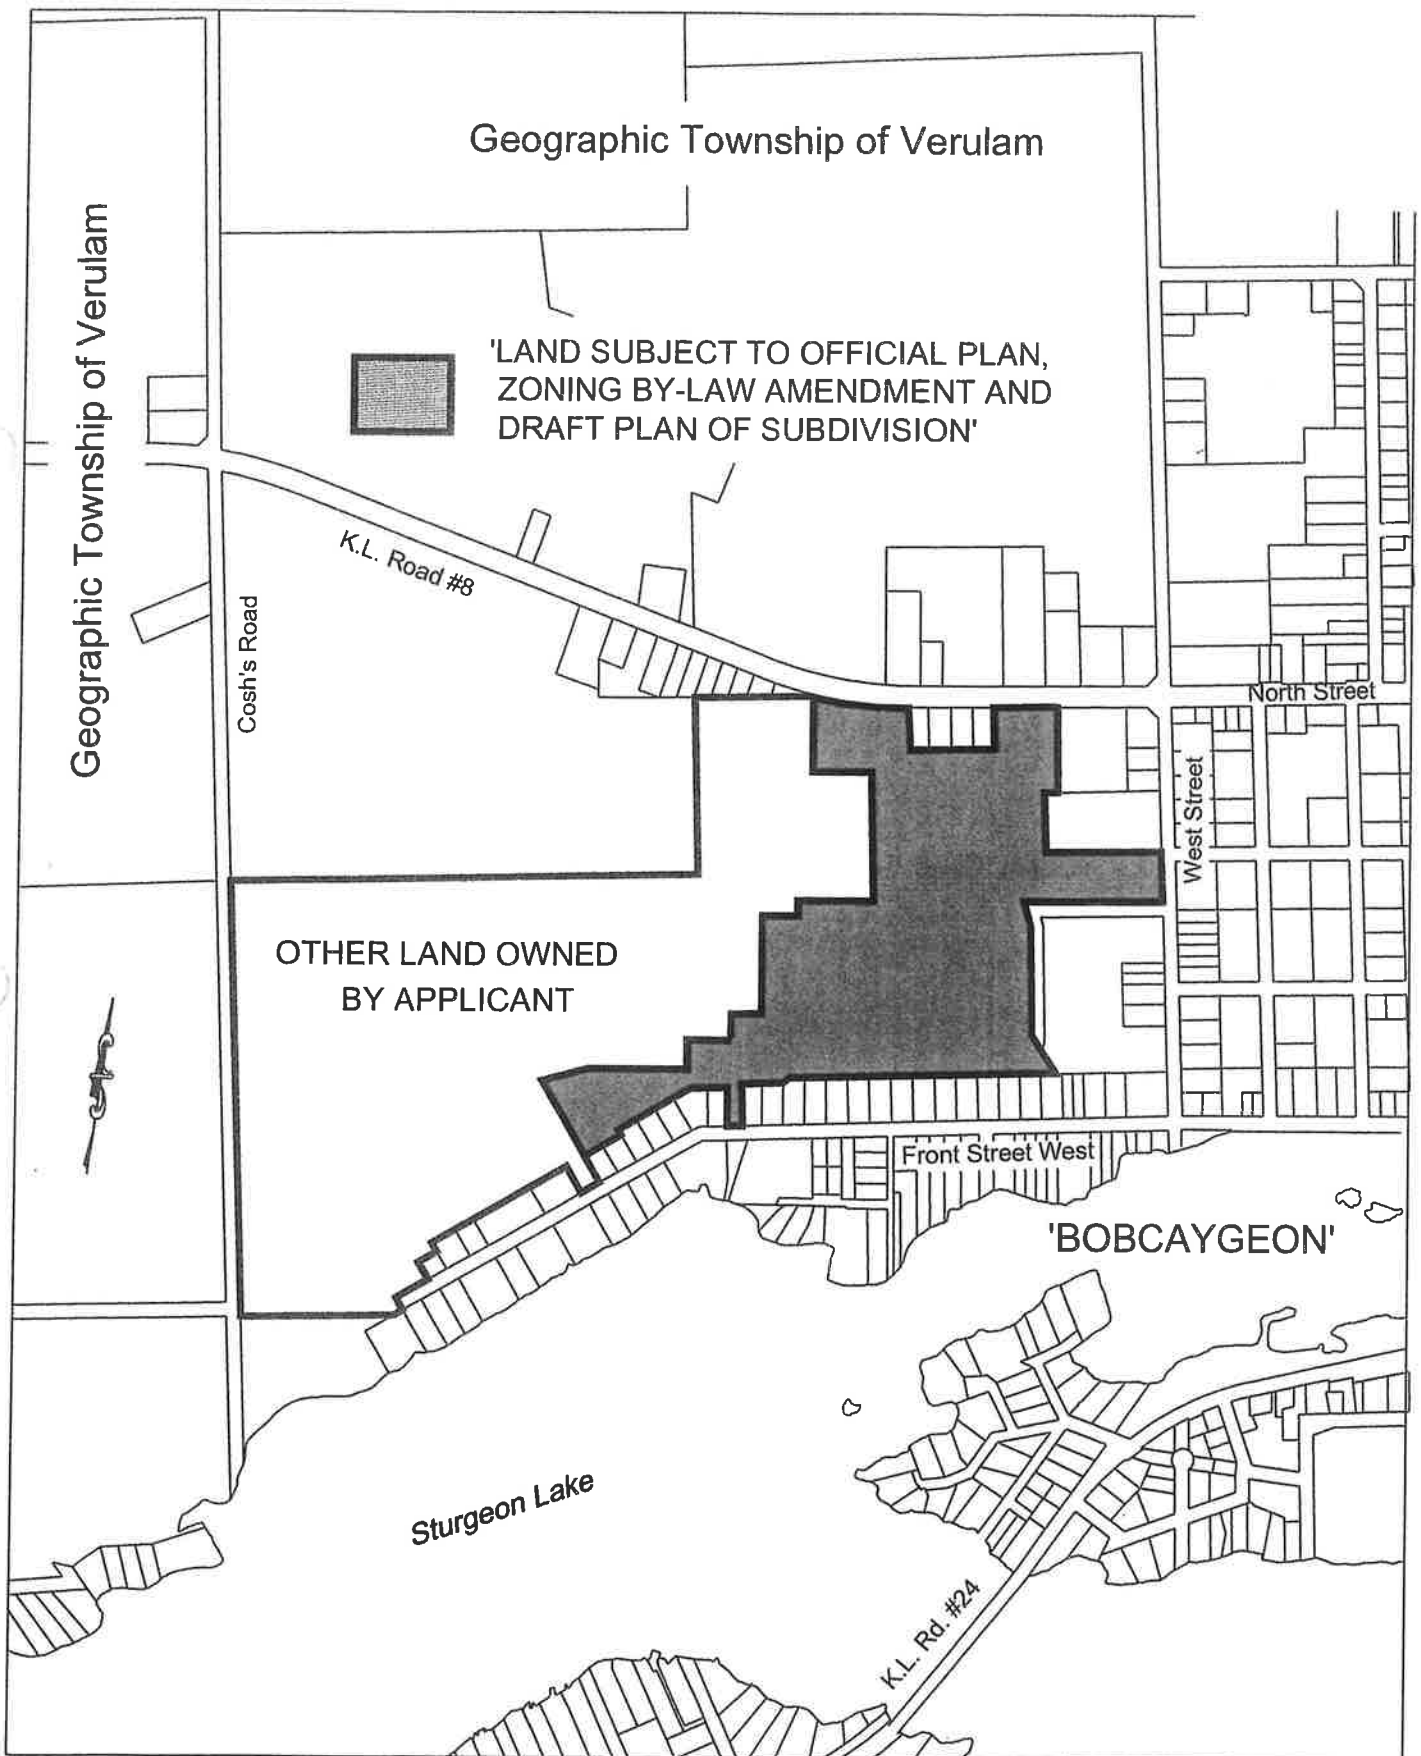 Geographic Township of Verulam
Geographic Township of Verulam
'LAND SUBJECT TO OFFICIAL PLAN,
ZONING BY-LAW AMENDMENT AND
DRAFT PLAN OF SUBDIVISION'
K.L. Road #8
Cosh's Road
North Street
West Street
OTHER LAND OWNED
BY APPLICANT
Front Street West
'BOBCAYGEON'
Sturgeon Lake
K.L. Rd. #24